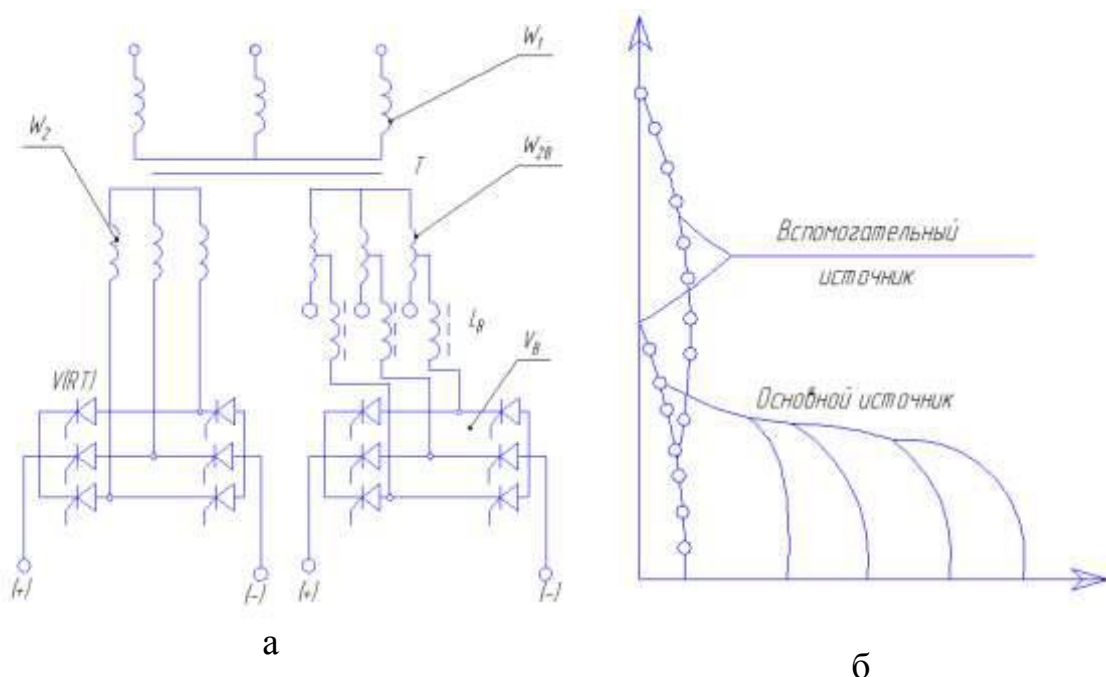 W₁
W₂
W₂В
Т
Вспомогательный
источник
LВ
VВ
V(RT)
Основной источник
(+)
(−)
(+)
(−)
а
б